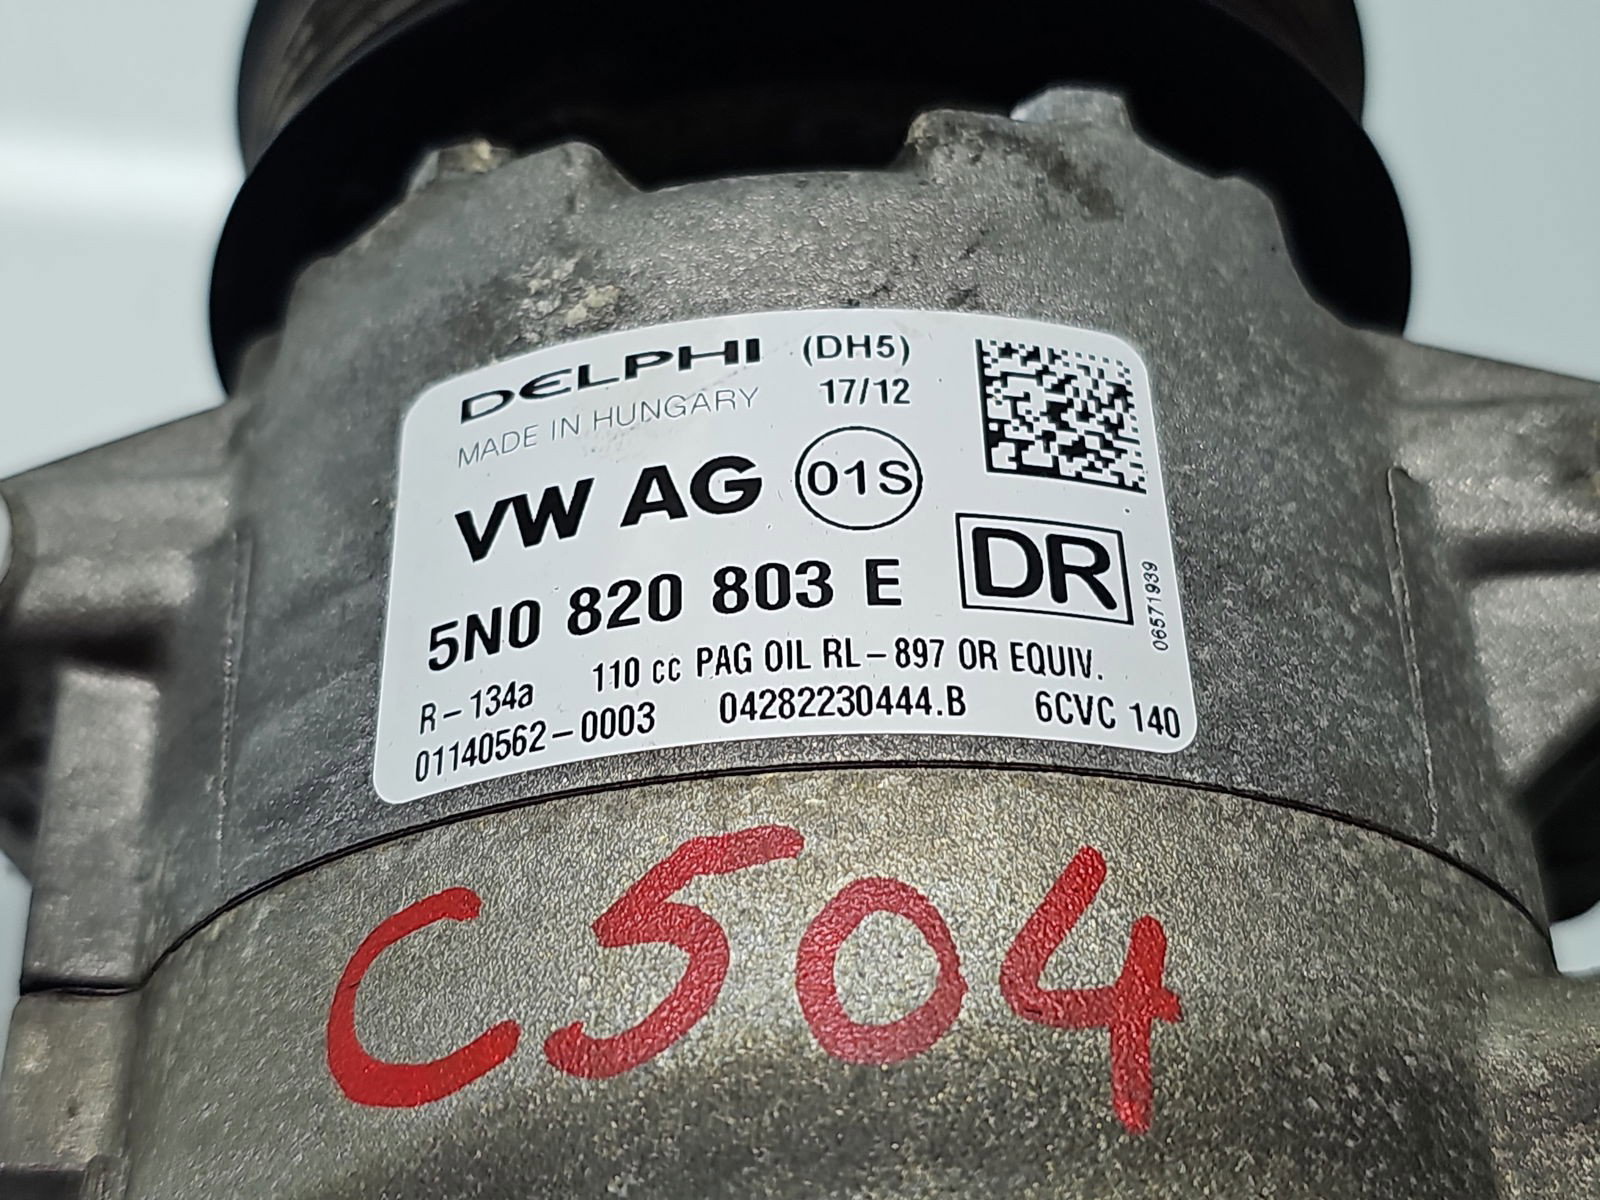 DELPHI (DH5)
MADE IN HUNGARY 17/12
VW AG 01S
5N0 820 803 E DR
06571939
R-134a 110 cc PAG OIL RL-897 OR EQUIV.
01140562-0003 04282230444.B 6CVC 140
C504